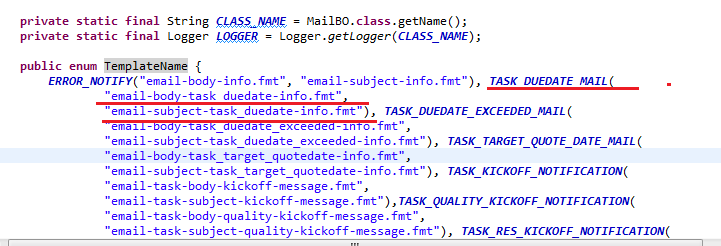 private static final String CLASS_NAME = MailBO.class.getName();
private static final Logger LOGGER = Logger.getLogger(CLASS_NAME);
public enum TemplateName {
ERROR_NOTIFY("email-body-info.fmt", "email-subject-info.fmt"), TASK_DUEDATE_MAIL(
"email-body-task_duedate-info.fmt",
"email-subject-task_duedate-info.fmt"), TASK_DUEDATE_EXCEEDED_MAIL(
"email-body-task_duedate_exceeded-info.fmt",
"email-subject-task_duedate_exceeded-info.fmt"), TASK_TARGET_QUOTE_DATE_MAIL(
"email-body-task_target_quotedate-info.fmt",
"email-subject-task_target_quotedate-info.fmt"), TASK_KICKOFF_NOTIFICATION(
"email-task-body-kickoff-message.fmt",
"email-task-subject-kickoff-message.fmt"),TASK_QUALITY_KICKOFF_NOTIFICATION(
"email-task-body-quality-kickoff-message.fmt",
"email-task-subject-quality-kickoff-message.fmt"), TASK_RES_KICKOFF_NOTIFICATION(